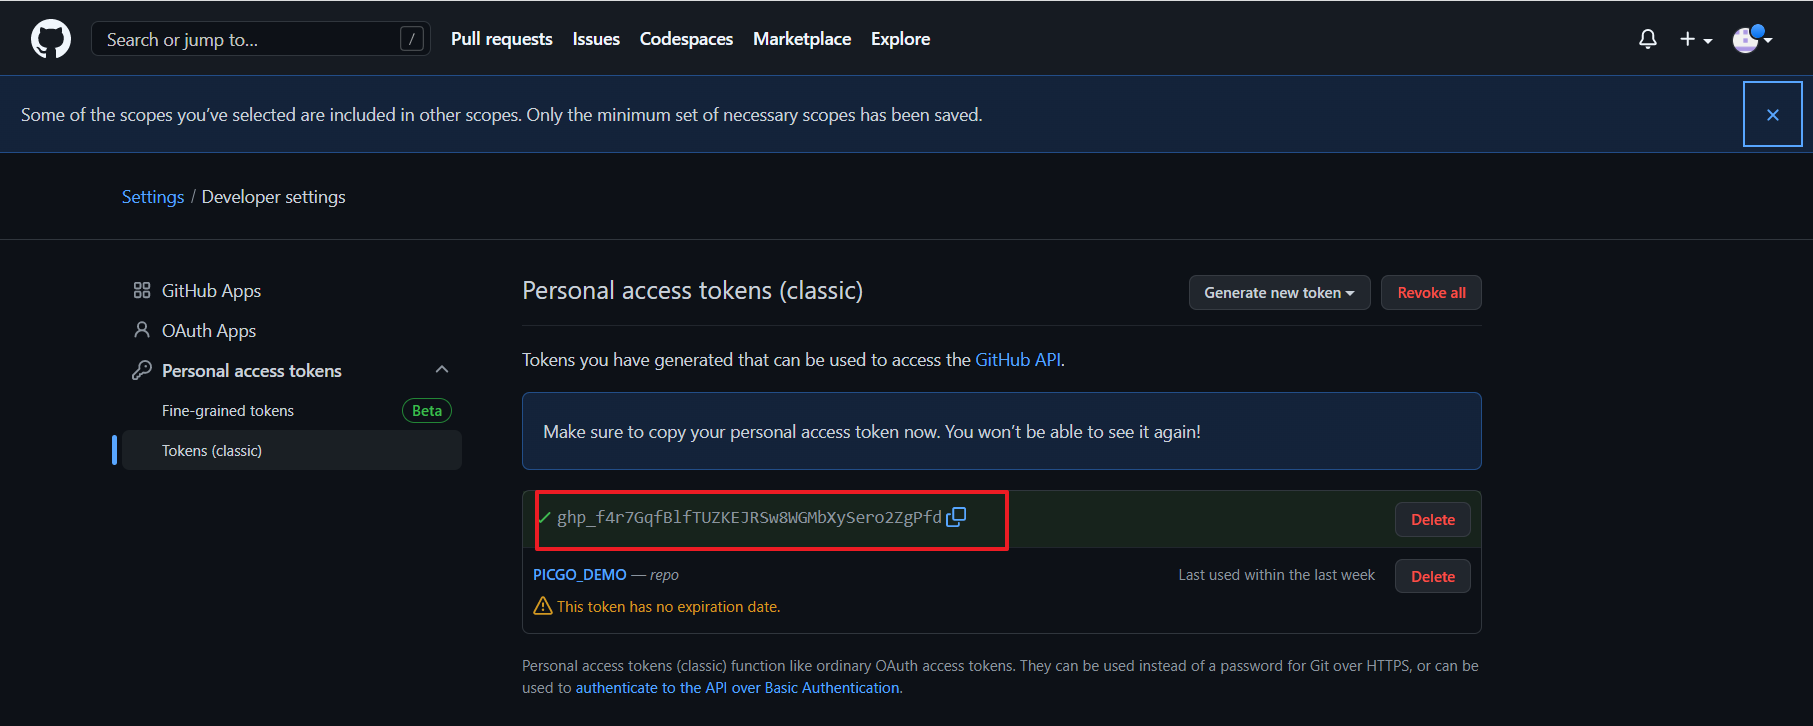 Search or jump to... /
Pull requests Issues Codespaces Marketplace Explore
Some of the scopes you’ve selected are included in other scopes. Only the minimum set of necessary scopes has been saved.
Settings / Developer settings
GitHub Apps
OAuth Apps
Personal access tokens
Fine-grained tokens Beta
Tokens (classic)
Personal access tokens (classic)
Generate new token
Revoke all
Tokens you have generated that can be used to access the GitHub API.
Make sure to copy your personal access token now. You won’t be able to see it again!
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
Delete
PICGO_DEMO — repo
Last used within the last week
Delete
This token has no expiration date.
Personal access tokens (classic) function like ordinary OAuth access tokens. They can be used instead of a password for Git over HTTPS, or can be
used to authenticate to the API over Basic Authentication.